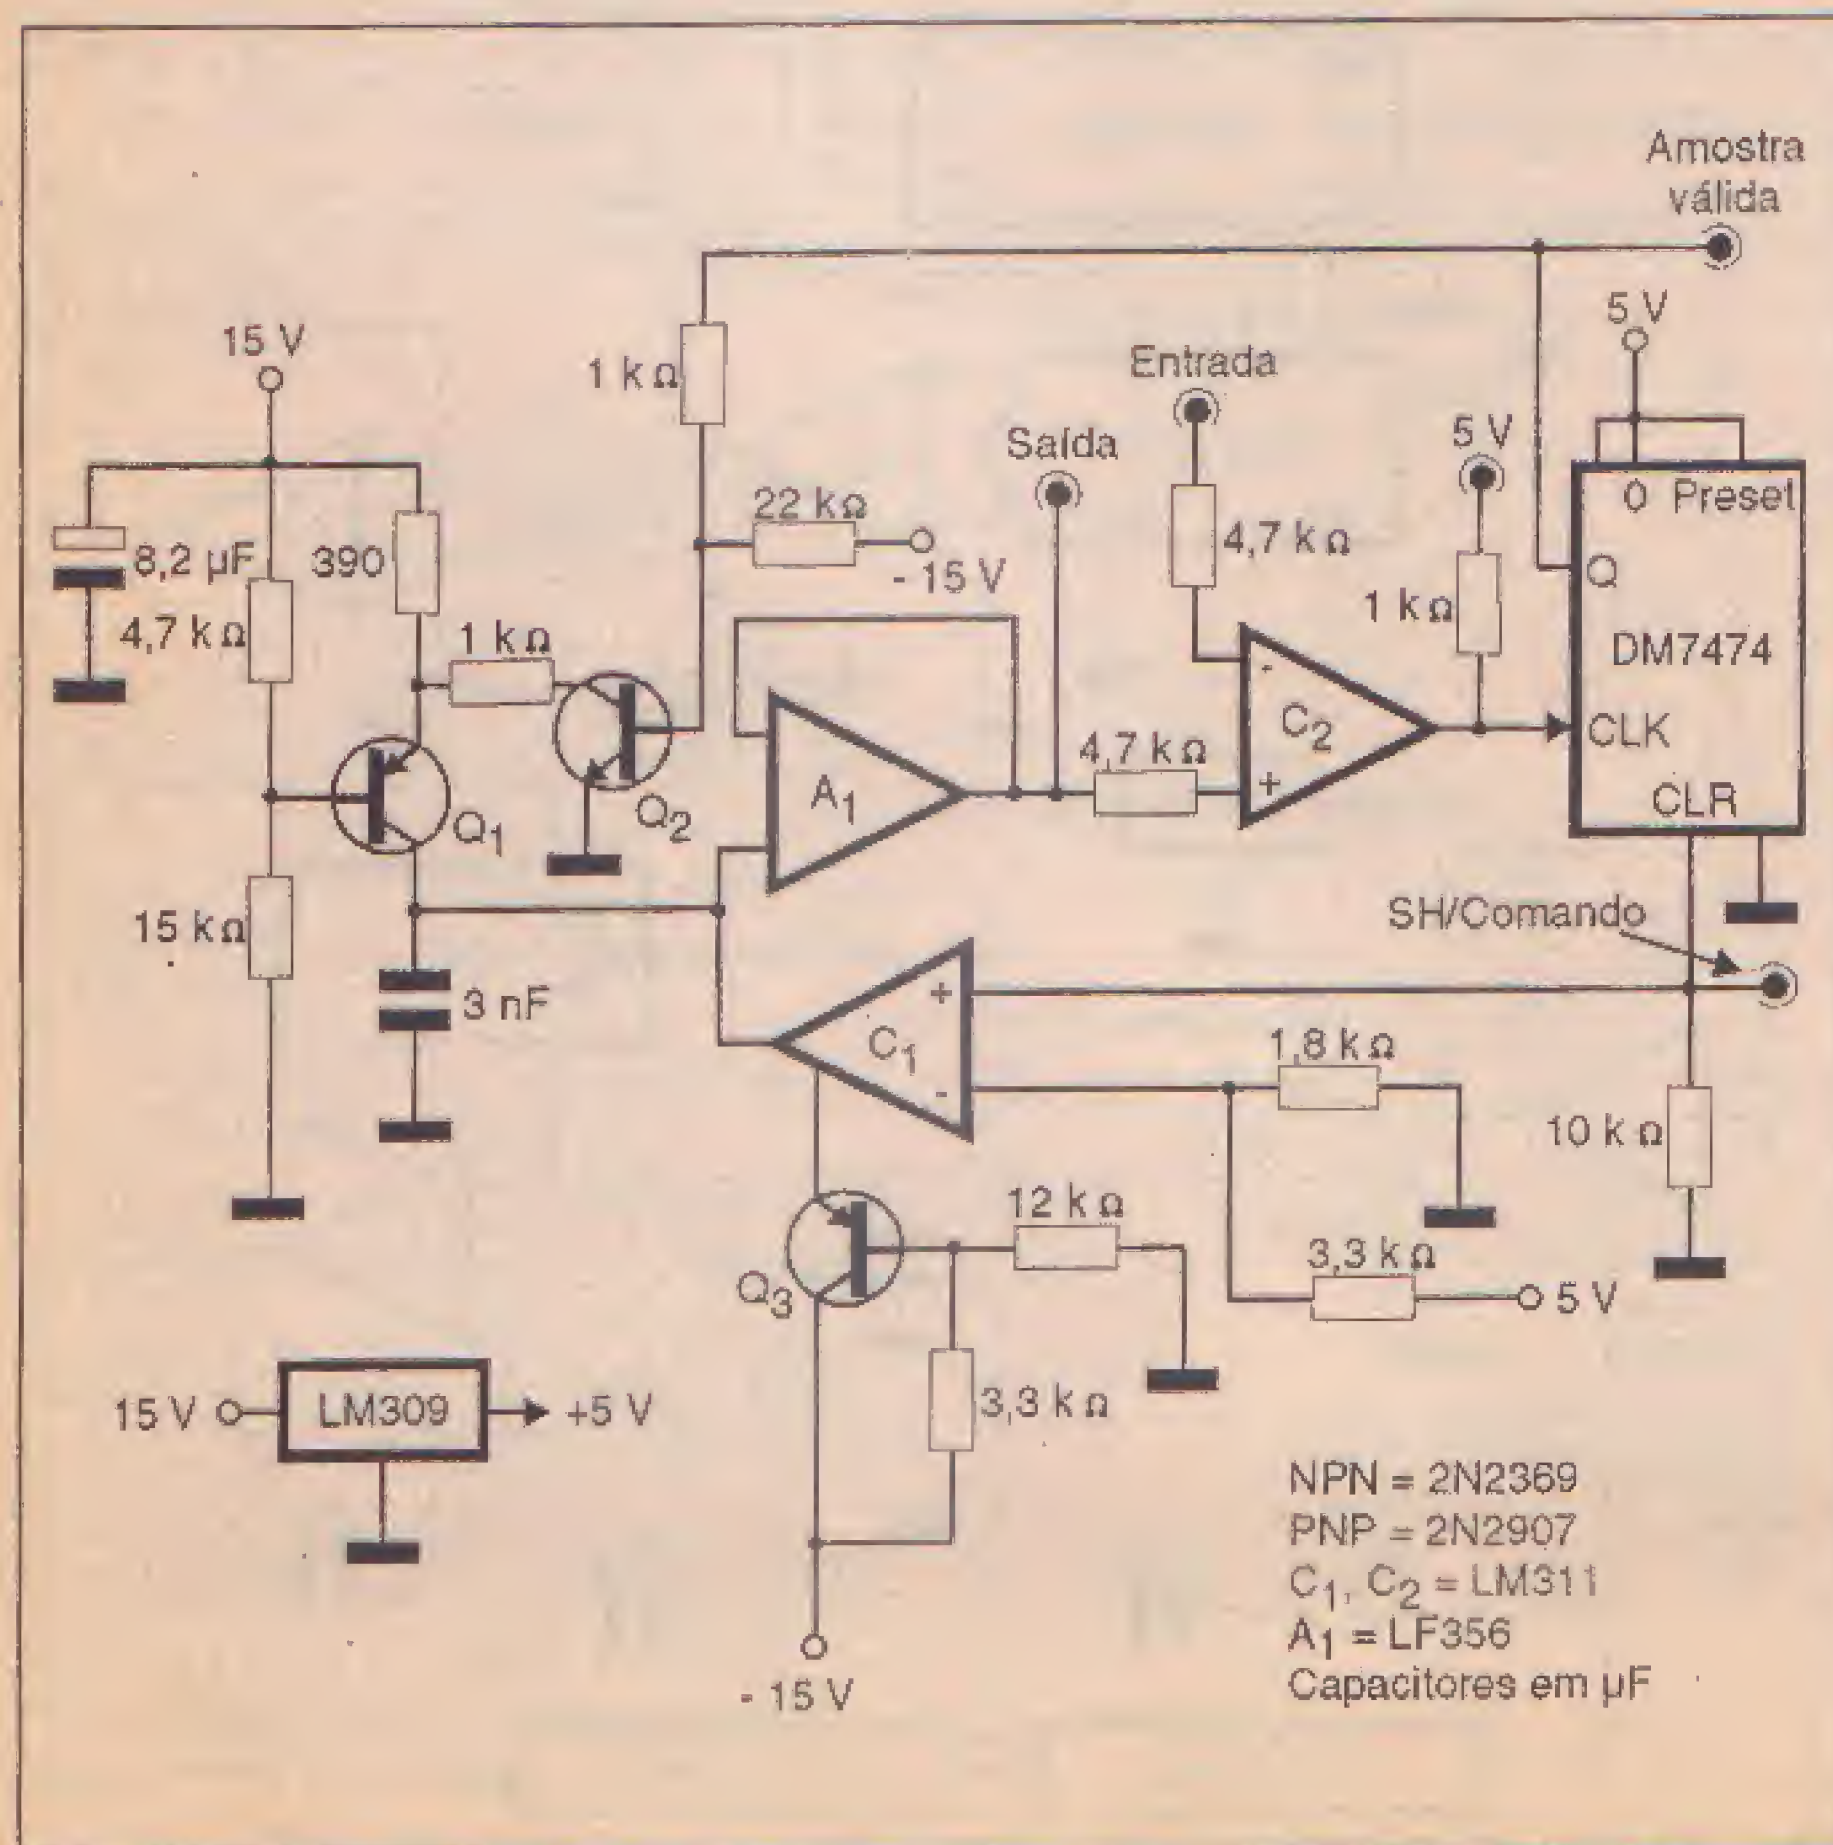 Amostra
válida
5 V
15 V
1 kΩ
Entrada
Saída
5 V
0 Preset
22 kΩ
- 15 V
4,7 kΩ
8,2 µF
390
1 kΩ
Q
4,7 kΩ
1 kΩ
DM7474
-
C2
CLK
4,7 kΩ
A1
+
CLR
Q1
Q2
15 kΩ
SH/Comando
3 nF
+
C1
1,8 kΩ
-
10 kΩ
12 kΩ
3,3 kΩ
Q3
5 V
15 V
LM309
+5 V
3,3 kΩ
NPN = 2N2369
PNP = 2N2907
C1, C2 = LM311
A1 = LF356
Capacitores em µF
- 15 V